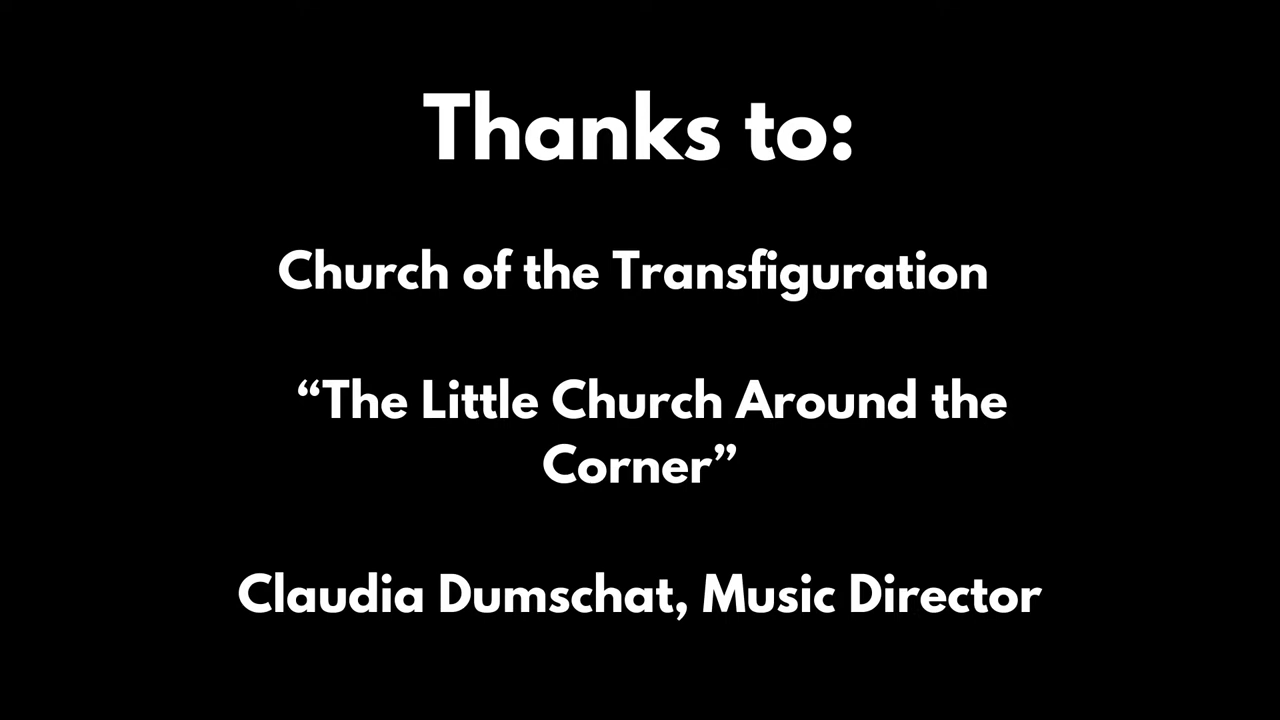 Thanks to:
Church of the Transfiguration
“The Little Church Around the
Corner”
Claudia Dumschat, Music Director